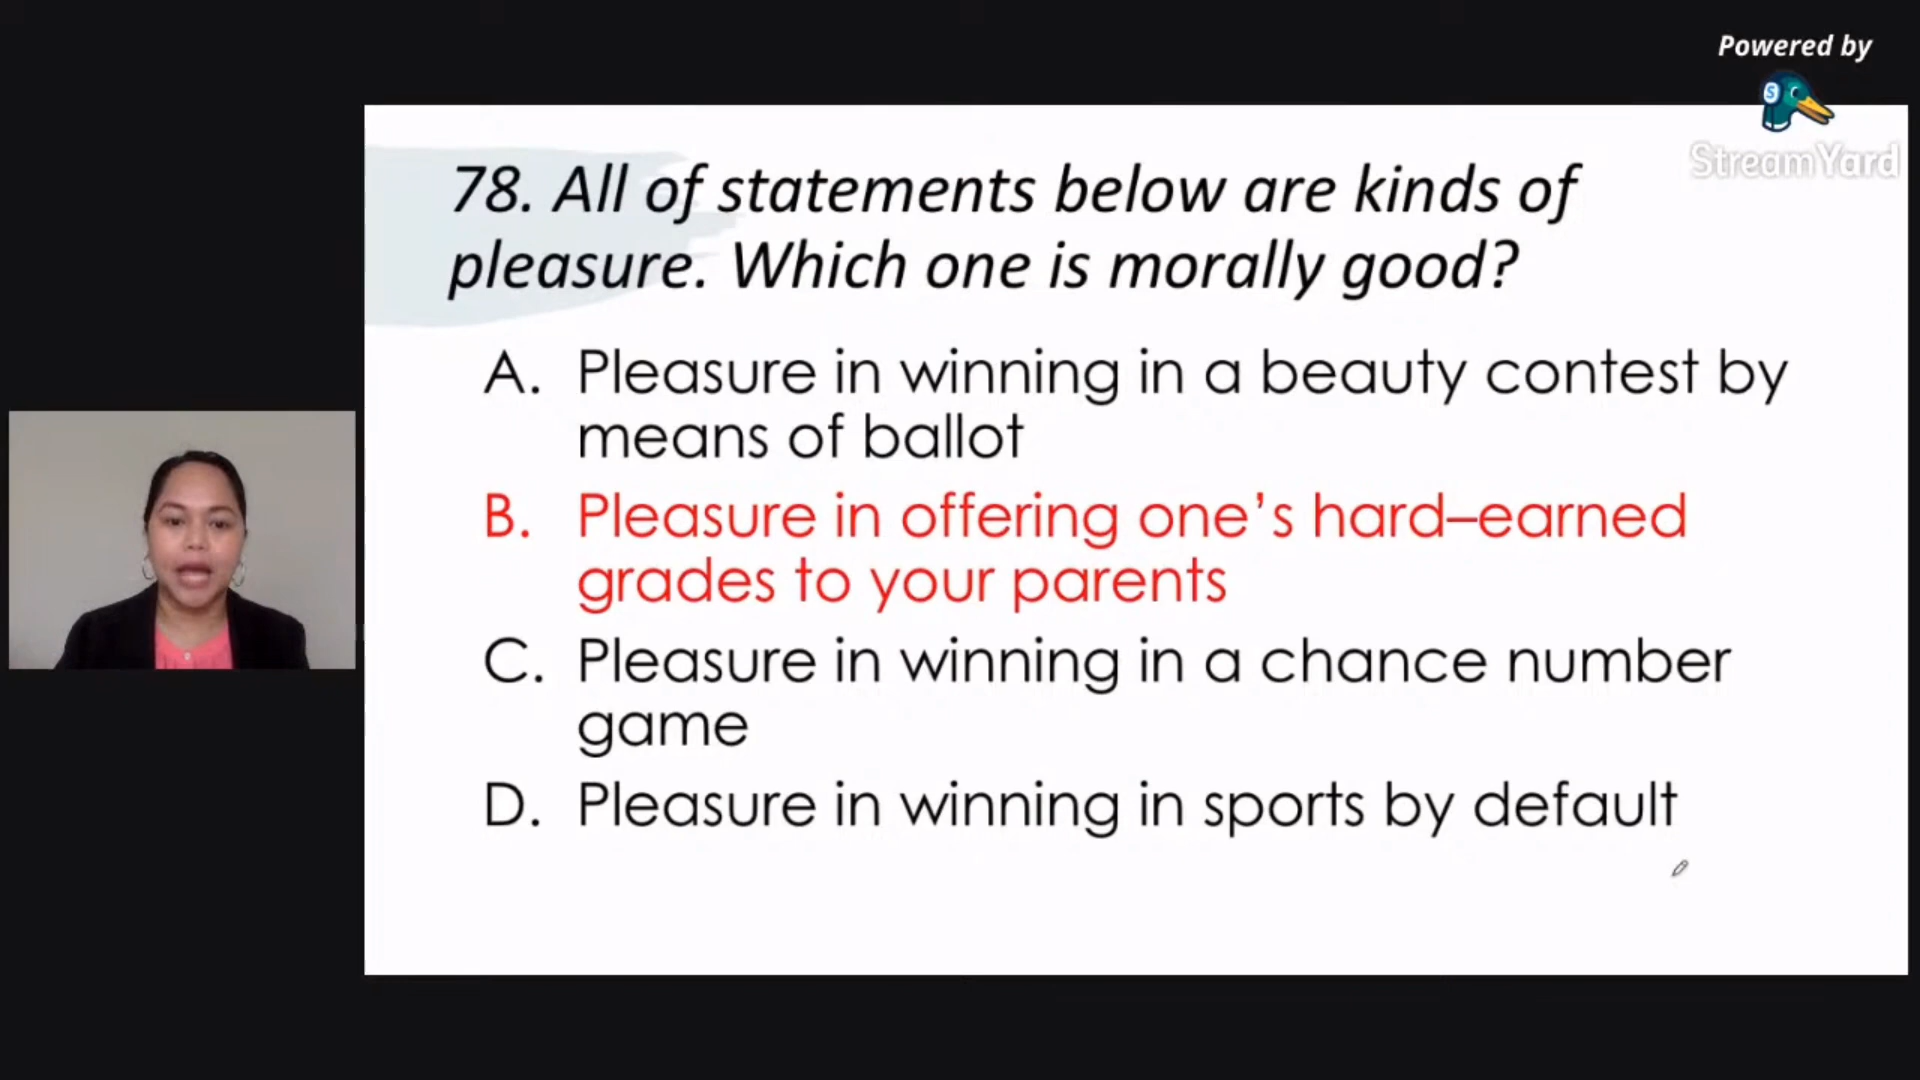 Powered by
S
StreamYard
78. All of statements below are kinds of
pleasure. Which one is morally good?
A. Pleasure in winning in a beauty contest by
means of ballot
B. Pleasure in offering one’s hard–earned
grades to your parents
C. Pleasure in winning in a chance number
game
D. Pleasure in winning in sports by default